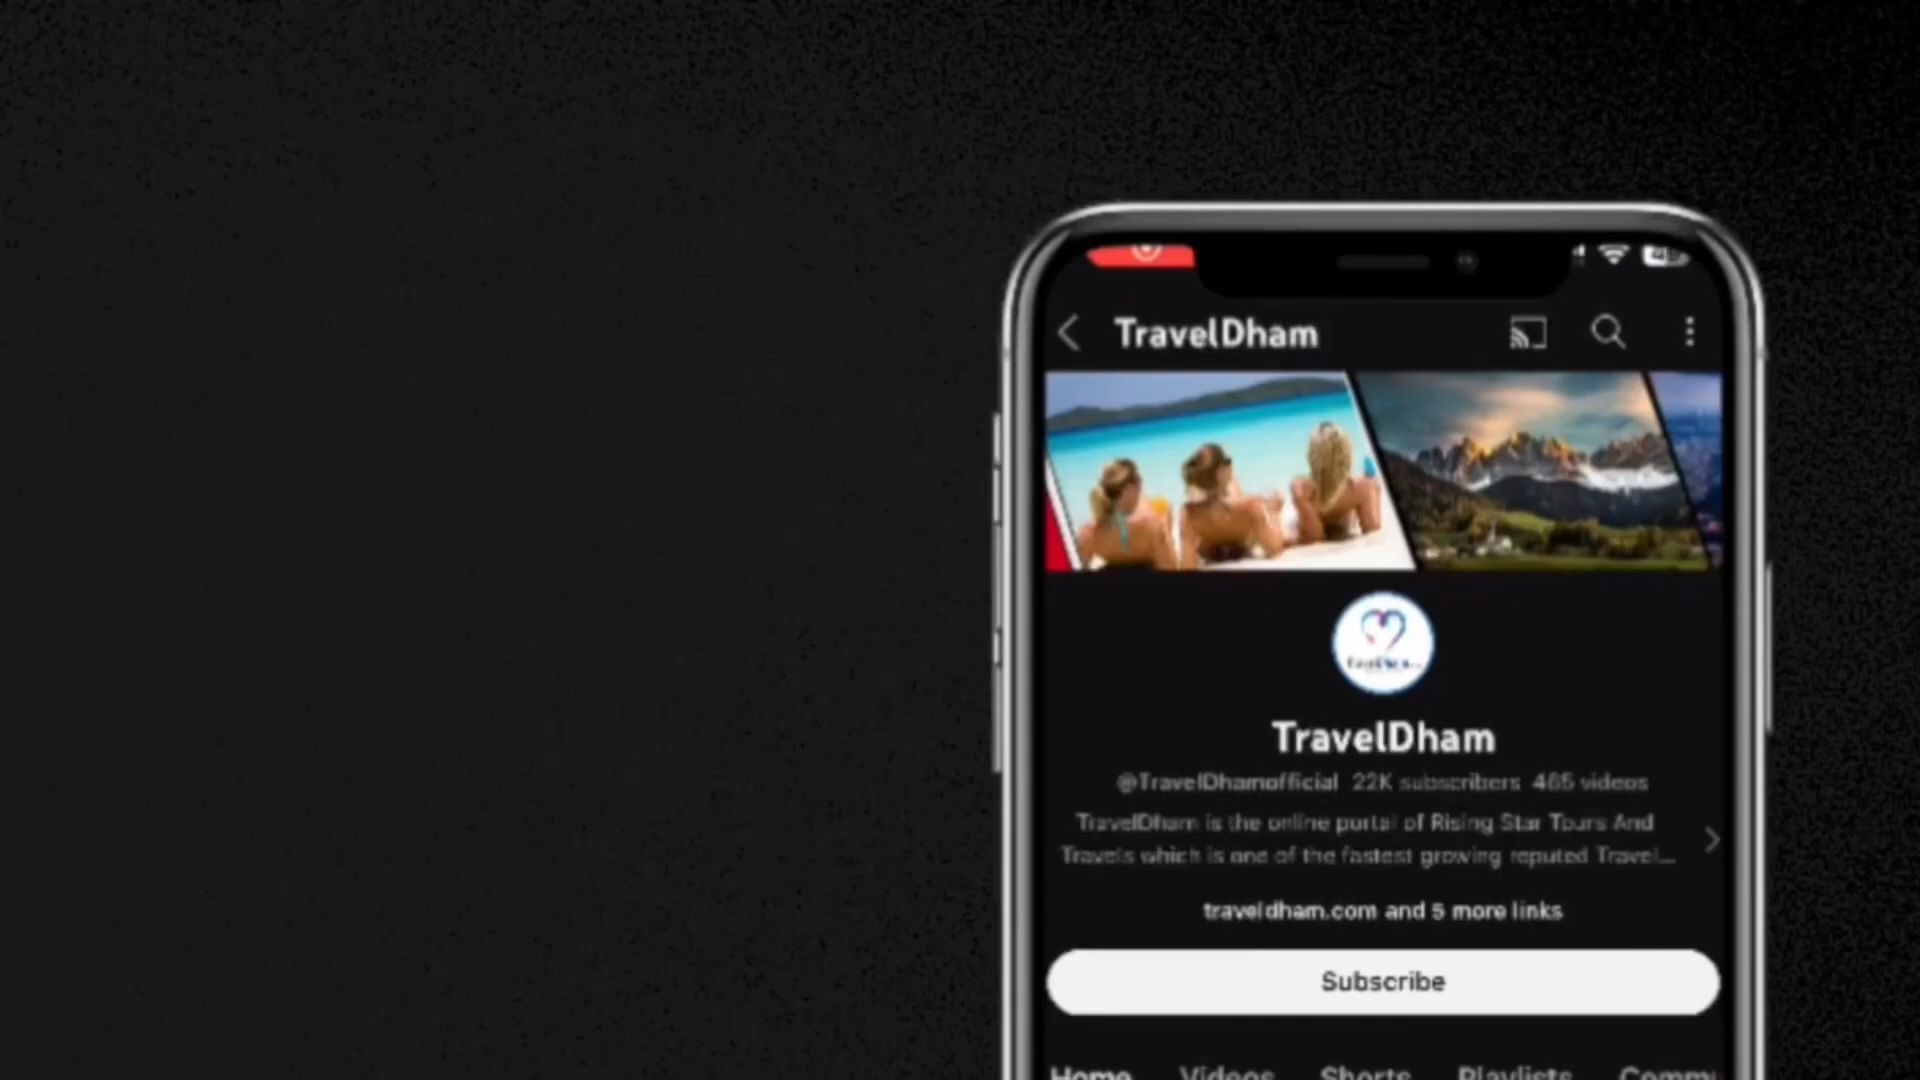 TravelDham
TravelDham
@TravelDhamofficial 22K subscribers 465 videos
TravelDham is the online portal of Rising Star Tours And
Travels which is one of the fastest growing reputed Travel...
traveldham.com and 5 more links
Subscribe
Home Videos Shorts Playlists Commu